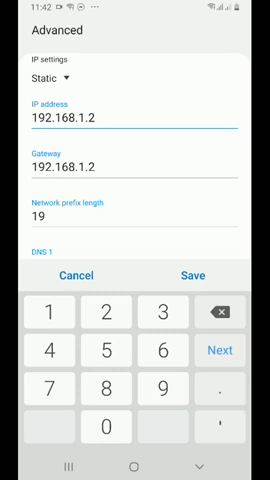 11:42
Advanced
IP settings
Static
IP address
192.168.1.2
Gateway
192.168.1.2
Network prefix length
19
DNS 1
Cancel Save
1 2 3
4 5 6 Next
7 8 9 .
0 '